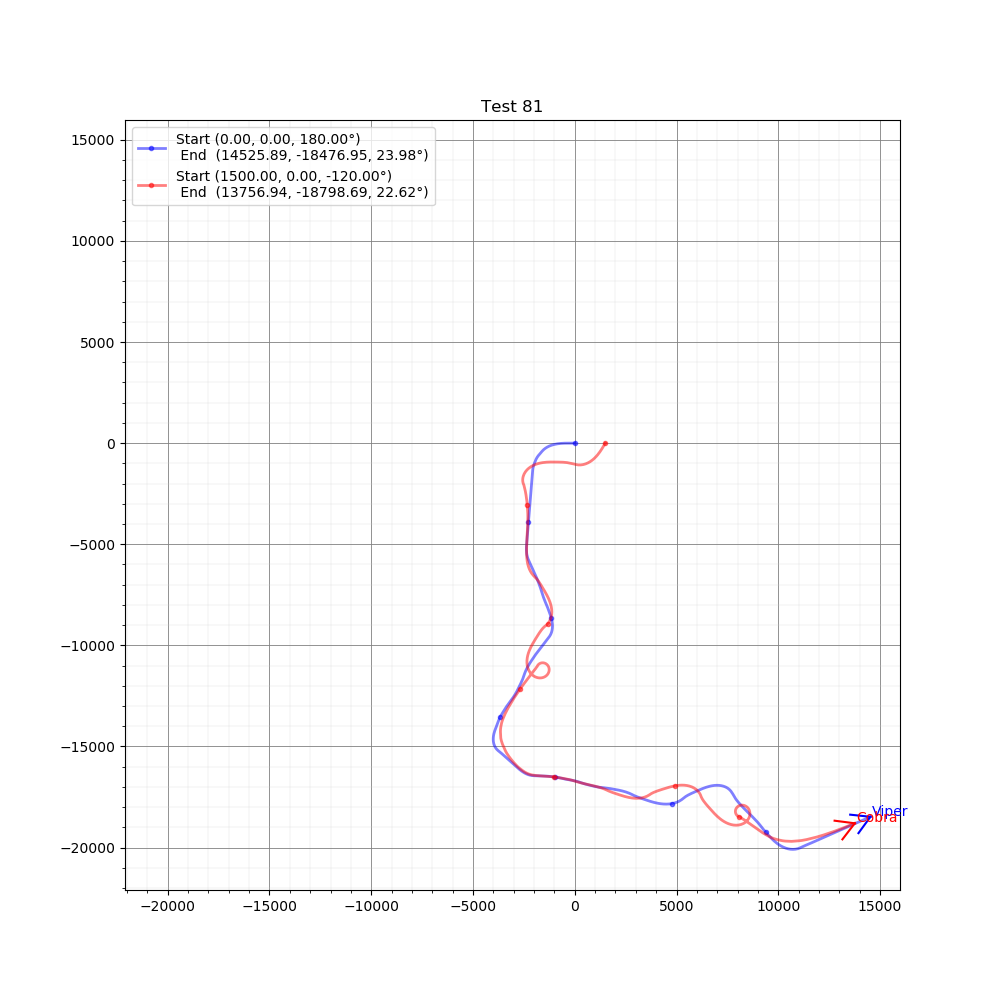 Test 81
Start (0.00, 0.00, 180.00°)
End (14525.89, -18476.95, 23.98°)
Start (1500.00, 0.00, -120.00°)
End (13756.94, -18798.69, 22.62°)
15000
10000
5000
0
−5000
−10000
−15000
−20000
Viper
Cobra
−20000 −15000 −10000 −5000 0 5000 10000 15000